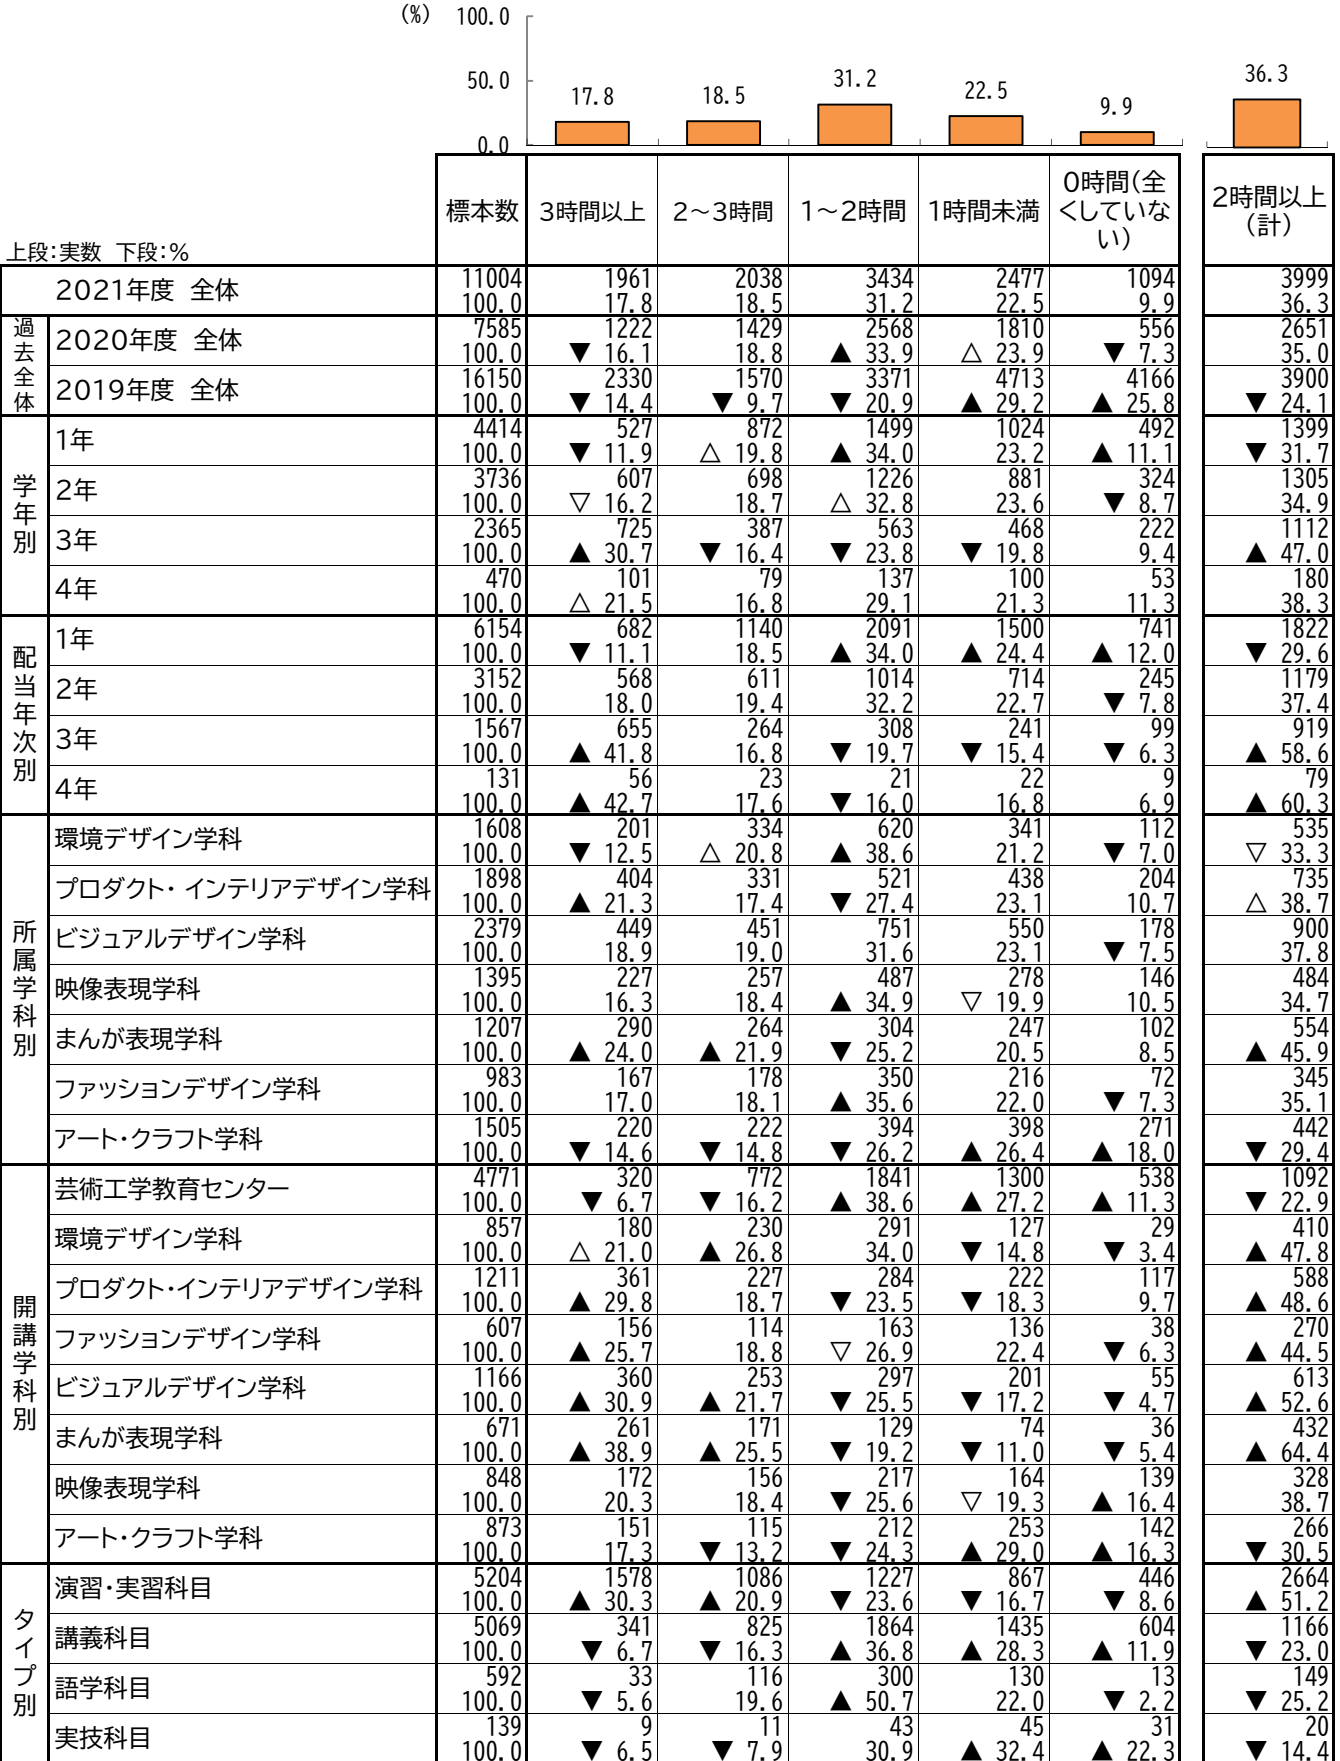 (%)
100.0
50.0
0.0
17.8 18.5 31.2 22.5 9.9 36.3
上段：実数 下段：％
標本数 3時間以上 2～3時間 1～2時間 1時間未満 0時間(全くしていない) 2時間以上(計)
2021年度 全体
11004 1961 2038 3434 2477 1094 3999
100.0 17.8 18.5 31.2 22.5 9.9 36.3
過去全体
2020年度 全体
7585 1222 1429 2568 1810 556 2651
100.0 ▼ 16.1 18.8 ▲ 33.9 △ 23.9 ▼ 7.3 35.0
2019年度 全体
16150 2330 1570 3371 4713 4166 3900
100.0 ▼ 14.4 ▼ 9.7 ▼ 20.9 ▲ 29.2 ▲ 25.8 ▼ 24.1
学年別
1年
4414 527 872 1499 1024 492 1399
100.0 ▼ 11.9 △ 19.8 ▲ 34.0 23.2 ▲ 11.1 ▼ 31.7
2年
3736 607 698 1226 881 324 1305
100.0 ▽ 16.2 18.7 △ 32.8 23.6 ▼ 8.7 34.9
3年
2365 725 387 563 468 222 1112
100.0 ▲ 30.7 ▼ 16.4 ▼ 23.8 ▼ 19.8 9.4 ▲ 47.0
4年
470 101 79 137 100 53 180
100.0 △ 21.5 16.8 29.1 21.3 11.3 38.3
配当年次別
1年
6154 682 1140 2091 1500 741 1822
100.0 ▼ 11.1 18.5 ▲ 34.0 ▲ 24.4 ▲ 12.0 ▼ 29.6
2年
3152 568 611 1014 714 245 1179
100.0 18.0 19.4 32.2 22.7 ▼ 7.8 37.4
3年
1567 655 264 308 241 99 919
100.0 ▲ 41.8 16.8 ▼ 19.7 ▼ 15.4 ▼ 6.3 ▲ 58.6
4年
131 56 23 21 22 9 79
100.0 ▲ 42.7 17.6 ▼ 16.0 16.8 6.9 ▲ 60.3
所属学科別
環境デザイン学科
1608 201 334 620 341 112 535
100.0 ▼ 12.5 △ 20.8 ▲ 38.6 21.2 ▼ 7.0 ▽ 33.3
プロダクト・ インテリアデザイン学科
1898 404 331 521 438 204 735
100.0 ▲ 21.3 17.4 ▼ 27.4 23.1 10.7 △ 38.7
ビジュアルデザイン学科
2379 449 451 751 550 178 900
100.0 18.9 19.0 31.6 23.1 ▼ 7.5 37.8
映像表現学科
1395 227 257 487 278 146 484
100.0 16.3 18.4 ▲ 34.9 ▽ 19.9 10.5 34.7
まんが表現学科
1207 290 264 304 247 102 554
100.0 ▲ 24.0 ▲ 21.9 ▼ 25.2 20.5 8.5 ▲ 45.9
ファッションデザイン学科
983 167 178 350 216 72 345
100.0 17.0 18.1 ▲ 35.6 22.0 ▼ 7.3 35.1
アート・クラフト学科
1505 220 222 394 398 271 442
100.0 ▼ 14.6 ▼ 14.8 ▼ 26.2 ▲ 26.4 ▲ 18.0 ▼ 29.4
開講学科別
芸術工学教育センター
4771 320 772 1841 1300 538 1092
100.0 ▼ 6.7 ▼ 16.2 ▲ 38.6 ▲ 27.2 ▲ 11.3 ▼ 22.9
環境デザイン学科
857 180 230 291 127 29 410
100.0 △ 21.0 ▲ 26.8 34.0 ▼ 14.8 ▼ 3.4 ▲ 47.8
プロダクト・インテリアデザイン学科
1211 361 227 284 222 117 588
100.0 ▲ 29.8 18.7 ▼ 23.5 ▼ 18.3 9.7 ▲ 48.6
ファッションデザイン学科
607 156 114 163 136 38 270
100.0 ▲ 25.7 18.8 ▽ 26.9 22.4 ▼ 6.3 ▲ 44.5
ビジュアルデザイン学科
1166 360 253 297 201 55 613
100.0 ▲ 30.9 ▲ 21.7 ▼ 25.5 ▼ 17.2 ▼ 4.7 ▲ 52.6
まんが表現学科
671 261 171 129 74 36 432
100.0 ▲ 38.9 ▲ 25.5 ▼ 19.2 ▼ 11.0 ▼ 5.4 ▲ 64.4
映像表現学科
848 172 156 217 164 139 328
100.0 20.3 18.4 ▼ 25.6 ▽ 19.3 ▲ 16.4 38.7
アート・クラフト学科
873 151 115 212 253 142 266
100.0 17.3 ▼ 13.2 ▼ 24.3 ▲ 29.0 ▲ 16.3 ▼ 30.5
タイプ別
演習・実習科目
5204 1578 1086 1227 867 446 2664
100.0 ▲ 30.3 ▲ 20.9 ▼ 23.6 ▼ 16.7 ▼ 8.6 ▲ 51.2
講義科目
5069 341 825 1864 1435 604 1166
100.0 ▼ 6.7 ▼ 16.3 ▲ 36.8 ▲ 28.3 ▲ 11.9 ▼ 23.0
語学科目
592 33 116 300 130 13 149
100.0 ▼ 5.6 19.6 ▲ 50.7 22.0 ▼ 2.2 ▼ 25.2
実技科目
139 9 11 43 45 31 20
100.0 ▼ 6.5 ▼ 7.9 30.9 ▲ 32.4 ▲ 22.3 ▼ 14.4